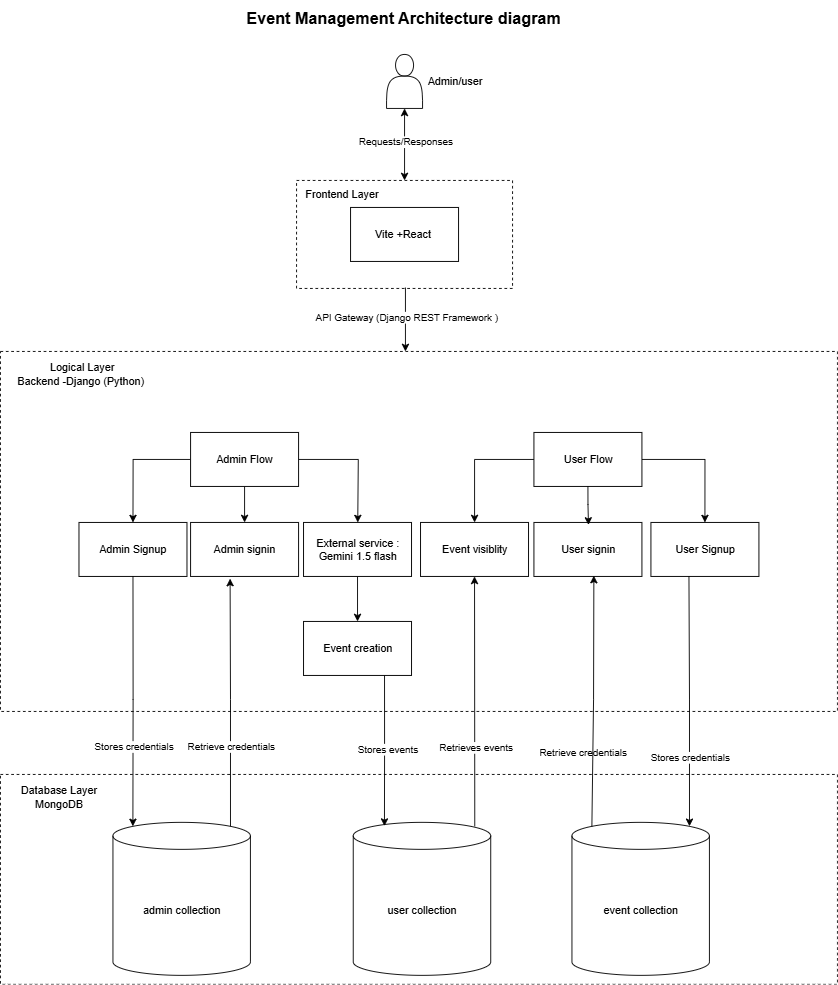 Event Management Architecture diagram
Admin/user
Requests/Responses
Frontend Layer
Vite +React
API Gateway (Django REST Framework )
Logical Layer
Backend -Django (Python)
Admin Flow
User Flow
Admin Signup
Admin signin
External service :
Gemini 1.5 flash
Event visiblity
User signin
User Signup
Event creation
Stores credentials
Retrieve credentials
Stores events
Retrieves events
Retrieve credentials
Stores credentials
Database Layer
MongoDB
admin collection
user collection
event collection